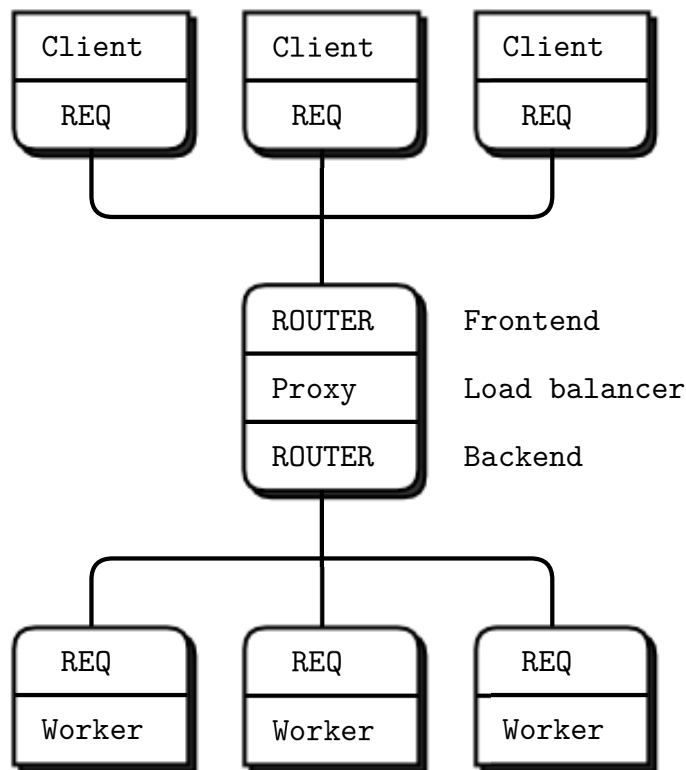 Client Client Client
REQ REQ REQ
ROUTER Frontend
Proxy Load balancer
ROUTER Backend
REQ REQ REQ
Worker Worker Worker